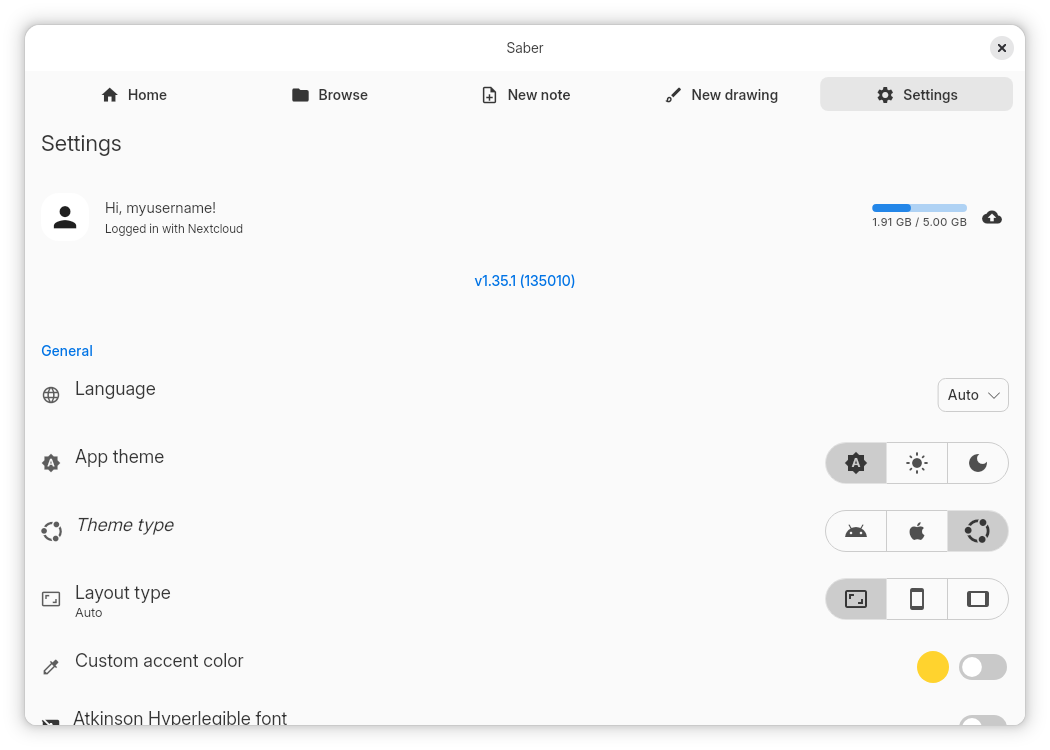 Saber
Home Browse New note New drawing Settings
Settings
Hi, myusername!
Logged in with Nextcloud
1.91 GB / 5.00 GB
v1.35.1 (135010)
General
Language
Auto
App theme
Theme type
Layout type
Auto
Custom accent color
Atkinson Hyperlegible font